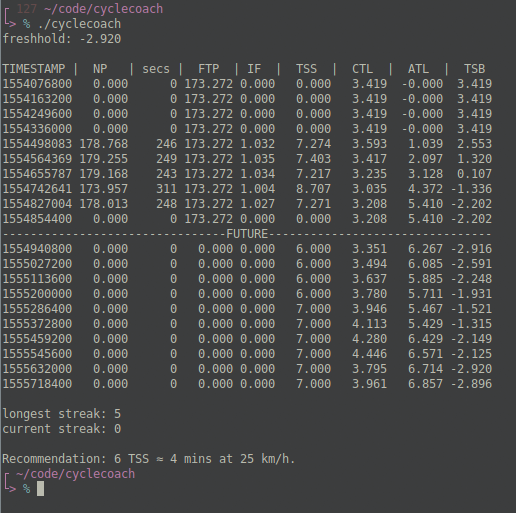 ┌ 127 ~/code/cyclecoach
└> % ./cyclecoach
freshhold: -2.920

TIMESTAMP |  NP   | secs |  FTP  | IF  |  TSS  |  CTL  |  ATL  |  TSB
1554076800   0.000      0 173.272 0.000   0.000   3.419  -0.000  3.419
1554163200   0.000      0 173.272 0.000   0.000   3.419  -0.000  3.419
1554249600   0.000      0 173.272 0.000   0.000   3.419  -0.000  3.419
1554336000   0.000      0 173.272 0.000   0.000   3.419  -0.000  3.419
1554498083 178.768    246 173.272 1.032   7.274   3.593   1.039  2.553
1554564369 179.255    249 173.272 1.035   7.403   3.417   2.097  1.320
1554655787 179.168    243 173.272 1.034   7.217   3.235   3.128  0.107
1554742641 173.957    311 173.272 1.004   8.707   3.035   4.372 -1.336
1554827004 178.013    248 173.272 1.027   7.271   3.208   5.410 -2.202
1554854400   0.000      0 173.272 0.000   0.000   3.208   5.410 -2.202
--------------------------------FUTURE--------------------------------
1554940800   0.000      0   0.000 0.000   6.000   3.351   6.267 -2.916
1555027200   0.000      0   0.000 0.000   6.000   3.494   6.085 -2.591
1555113600   0.000      0   0.000 0.000   6.000   3.637   5.885 -2.248
1555200000   0.000      0   0.000 0.000   6.000   3.780   5.711 -1.931
1555286400   0.000      0   0.000 0.000   7.000   3.946   5.467 -1.521
1555372800   0.000      0   0.000 0.000   7.000   4.113   5.429 -1.315
1555459200   0.000      0   0.000 0.000   7.000   4.280   6.429 -2.149
1555545600   0.000      0   0.000 0.000   7.000   4.446   6.571 -2.125
1555632000   0.000      0   0.000 0.000   7.000   3.795   6.714 -2.920
1555718400   0.000      0   0.000 0.000   7.000   3.961   6.857 -2.896

longest streak: 5
current streak: 0

Recommendation: 6 TSS ≈ 4 mins at 25 km/h.
┌ ~/code/cyclecoach
└> %